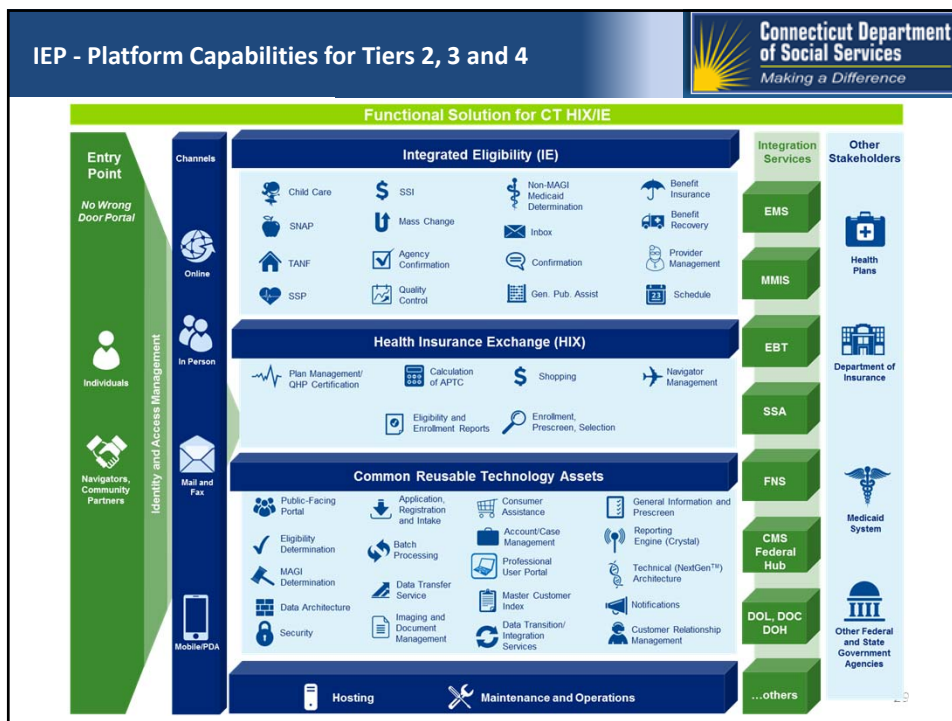 IEP - Platform Capabilities for Tiers 2, 3 and 4
Connecticut Department
of Social Services
Making a Difference
Functional Solution for CT HIX/IE
Entry
Point
No Wrong
Door Portal
Individuals
Navigators,
Community
Partners
Identity and Access Management
Channels
Online
In Person
Mail and
Fax
Mobile/PDA
Integrated Eligibility (IE)
Child Care
SSI
Non-MAGI
Medicaid
Determination
Benefit
Insurance
SNAP
Mass Change
Inbox
Benefit
Recovery
TANF
Agency
Confirmation
Confirmation
Provider
Management
SSP
Quality
Control
Gen. Pub. Assist
23
Schedule
Health Insurance Exchange (HIX)
Plan Management/
QHP Certification
Calculation
of APTC
Shopping
Navigator
Management
Eligibility and
Enrollment Reports
Enrollment,
Prescreen, Selection
Common Reusable Technology Assets
Public-Facing
Portal
Application,
Registration
and Intake
Consumer
Assistance
General Information and
Prescreen
Eligibility
Determination
Batch
Processing
Account/Case
Management
Reporting
Engine (Crystal)
MAGI
Determination
Data Transfer
Service
Professional
User Portal
Technical (NextGen™)
Architecture
Data Architecture
Imaging and
Document
Management
Master Customer
Index
Notifications
Security
Data Transition/
Integration
Services
Customer Relationship
Management
Hosting
Maintenance and Operations
Integration
Services
EMS
MMIS
EBT
SSA
FNS
CMS
Federal
Hub
DOL, DOC
DOH
...others
Other
Stakeholders
Health
Plans
Department of
Insurance
Medicaid
System
Other Federal
and State
Government
Agencies
29